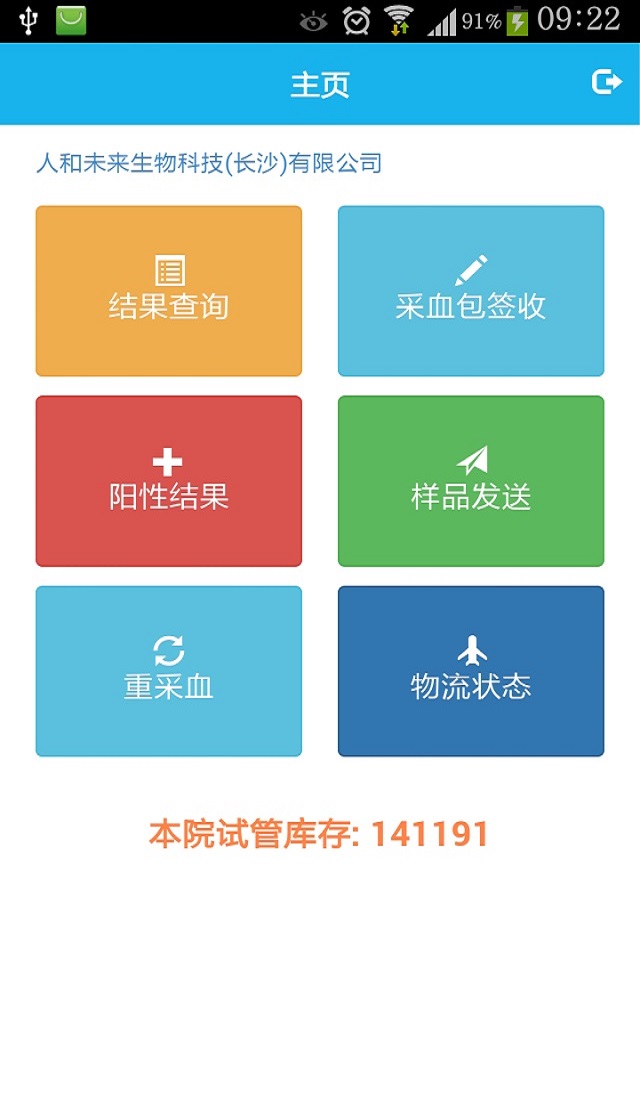 91% 09:22
主页
人和未来生物科技(长沙)有限公司
结果查询 采血包签收
阳性结果 样品发送
重采血 物流状态
本院试管库存: 141191